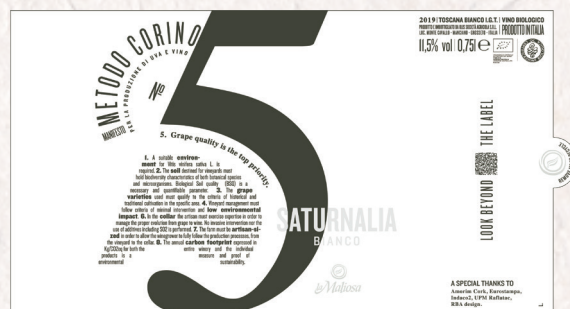 METODO CORINO
MANIFESTO PER LA PRODUZIONE DI UVA E VINO
No
5
5. Grape quality is the top priority.
1. A suitable environ-
ment for Vitis vinifera sativa L. is
required. 2. The soil destined for vineyards must
hold biodiversity characteristics of both botanical species
and microorganisms. Biological Soil quality (BSQ) is a
necessary and quantifiable parameter. 3. The grape
varieties used must quality to the criteria of historical and
traditional cultivation in the specific area. 4. Vineyard management must
follow criteria of minimal intervention and low environmental
impact. 6. In the cellar the artisan must exercise expertise in order to
manage the proper evolution from grape to wine. No invasive intervention nor the
use of additives including SO2 is performed. 7. The farm must be artisan-si-
zed in order to allow the winegrower to fully follow the production processes, from
the vineyard to the cellar. 8. The annual carbon footprint expressed in
Kg/CO2eq for both the entire winery and the individual
products is a measure and proof of
environmental sustainability.
SATURNALIA
BIANCO
laMaliosa
2019 | TOSCANA BIANCO I.G.T. | VINO BIOLOGICO
PRODOTTO IN ITALIA
11,5% vol 0,75l e
LOOK BEYOND THE LABEL
A SPECIAL THANKS TO
Amorim Cork, Eurostampa,
Indaco2, UPM Raflatac,
RBA design.